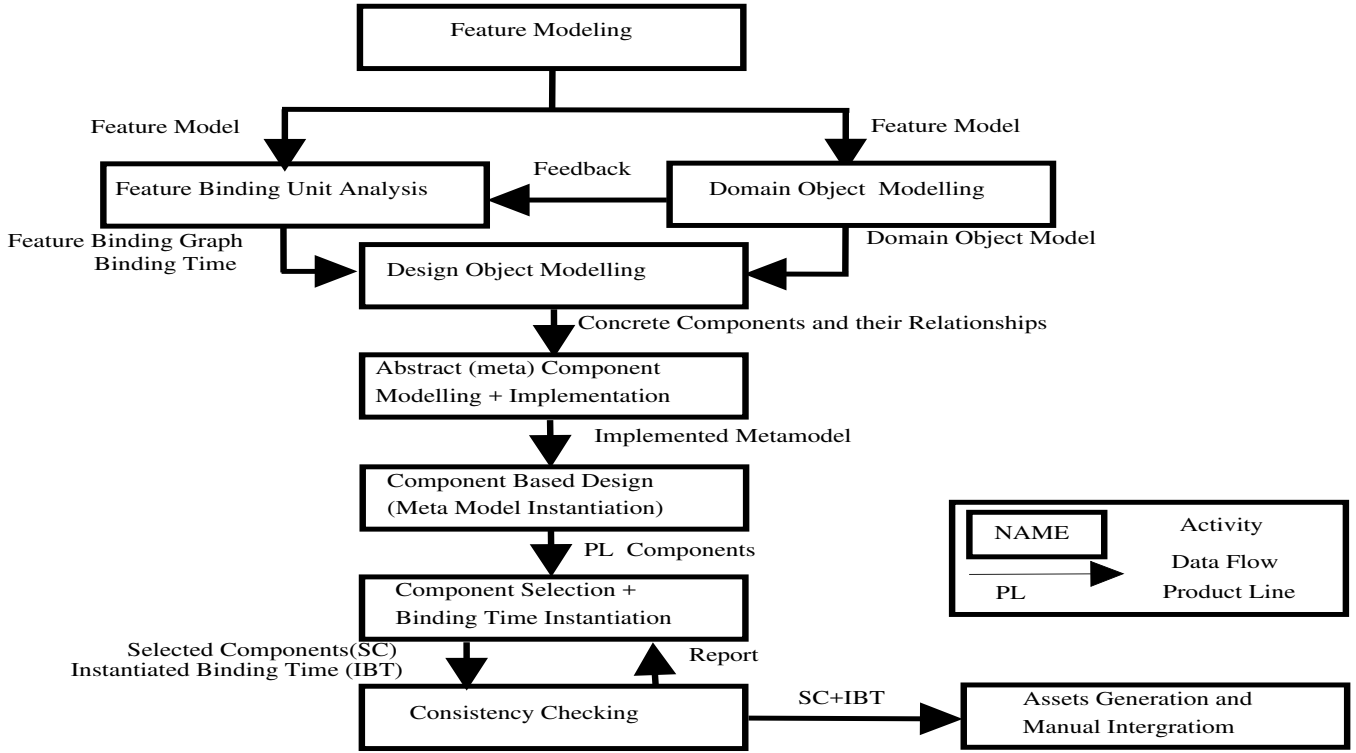 Feature Modeling
Feature Model
Feature Model
Feedback
Feature Binding Unit Analysis
Domain Object Modelling
Feature Binding Graph
Binding Time
Domain Object Model
Design Object Modelling
Concrete Components and their Relationships
Abstract (meta) Component
Modelling + Implementation
Implemented Metamodel
Component Based Design
(Meta Model Instantiation)
PL Components
Component Selection +
Binding Time Instantiation
Selected Components(SC)
Instantiated Binding Time (IBT)
Report
Consistency Checking
SC+IBT
Assets Generation and
Manual Intergratiom
NAME
Activity
Data Flow
PL
Product Line